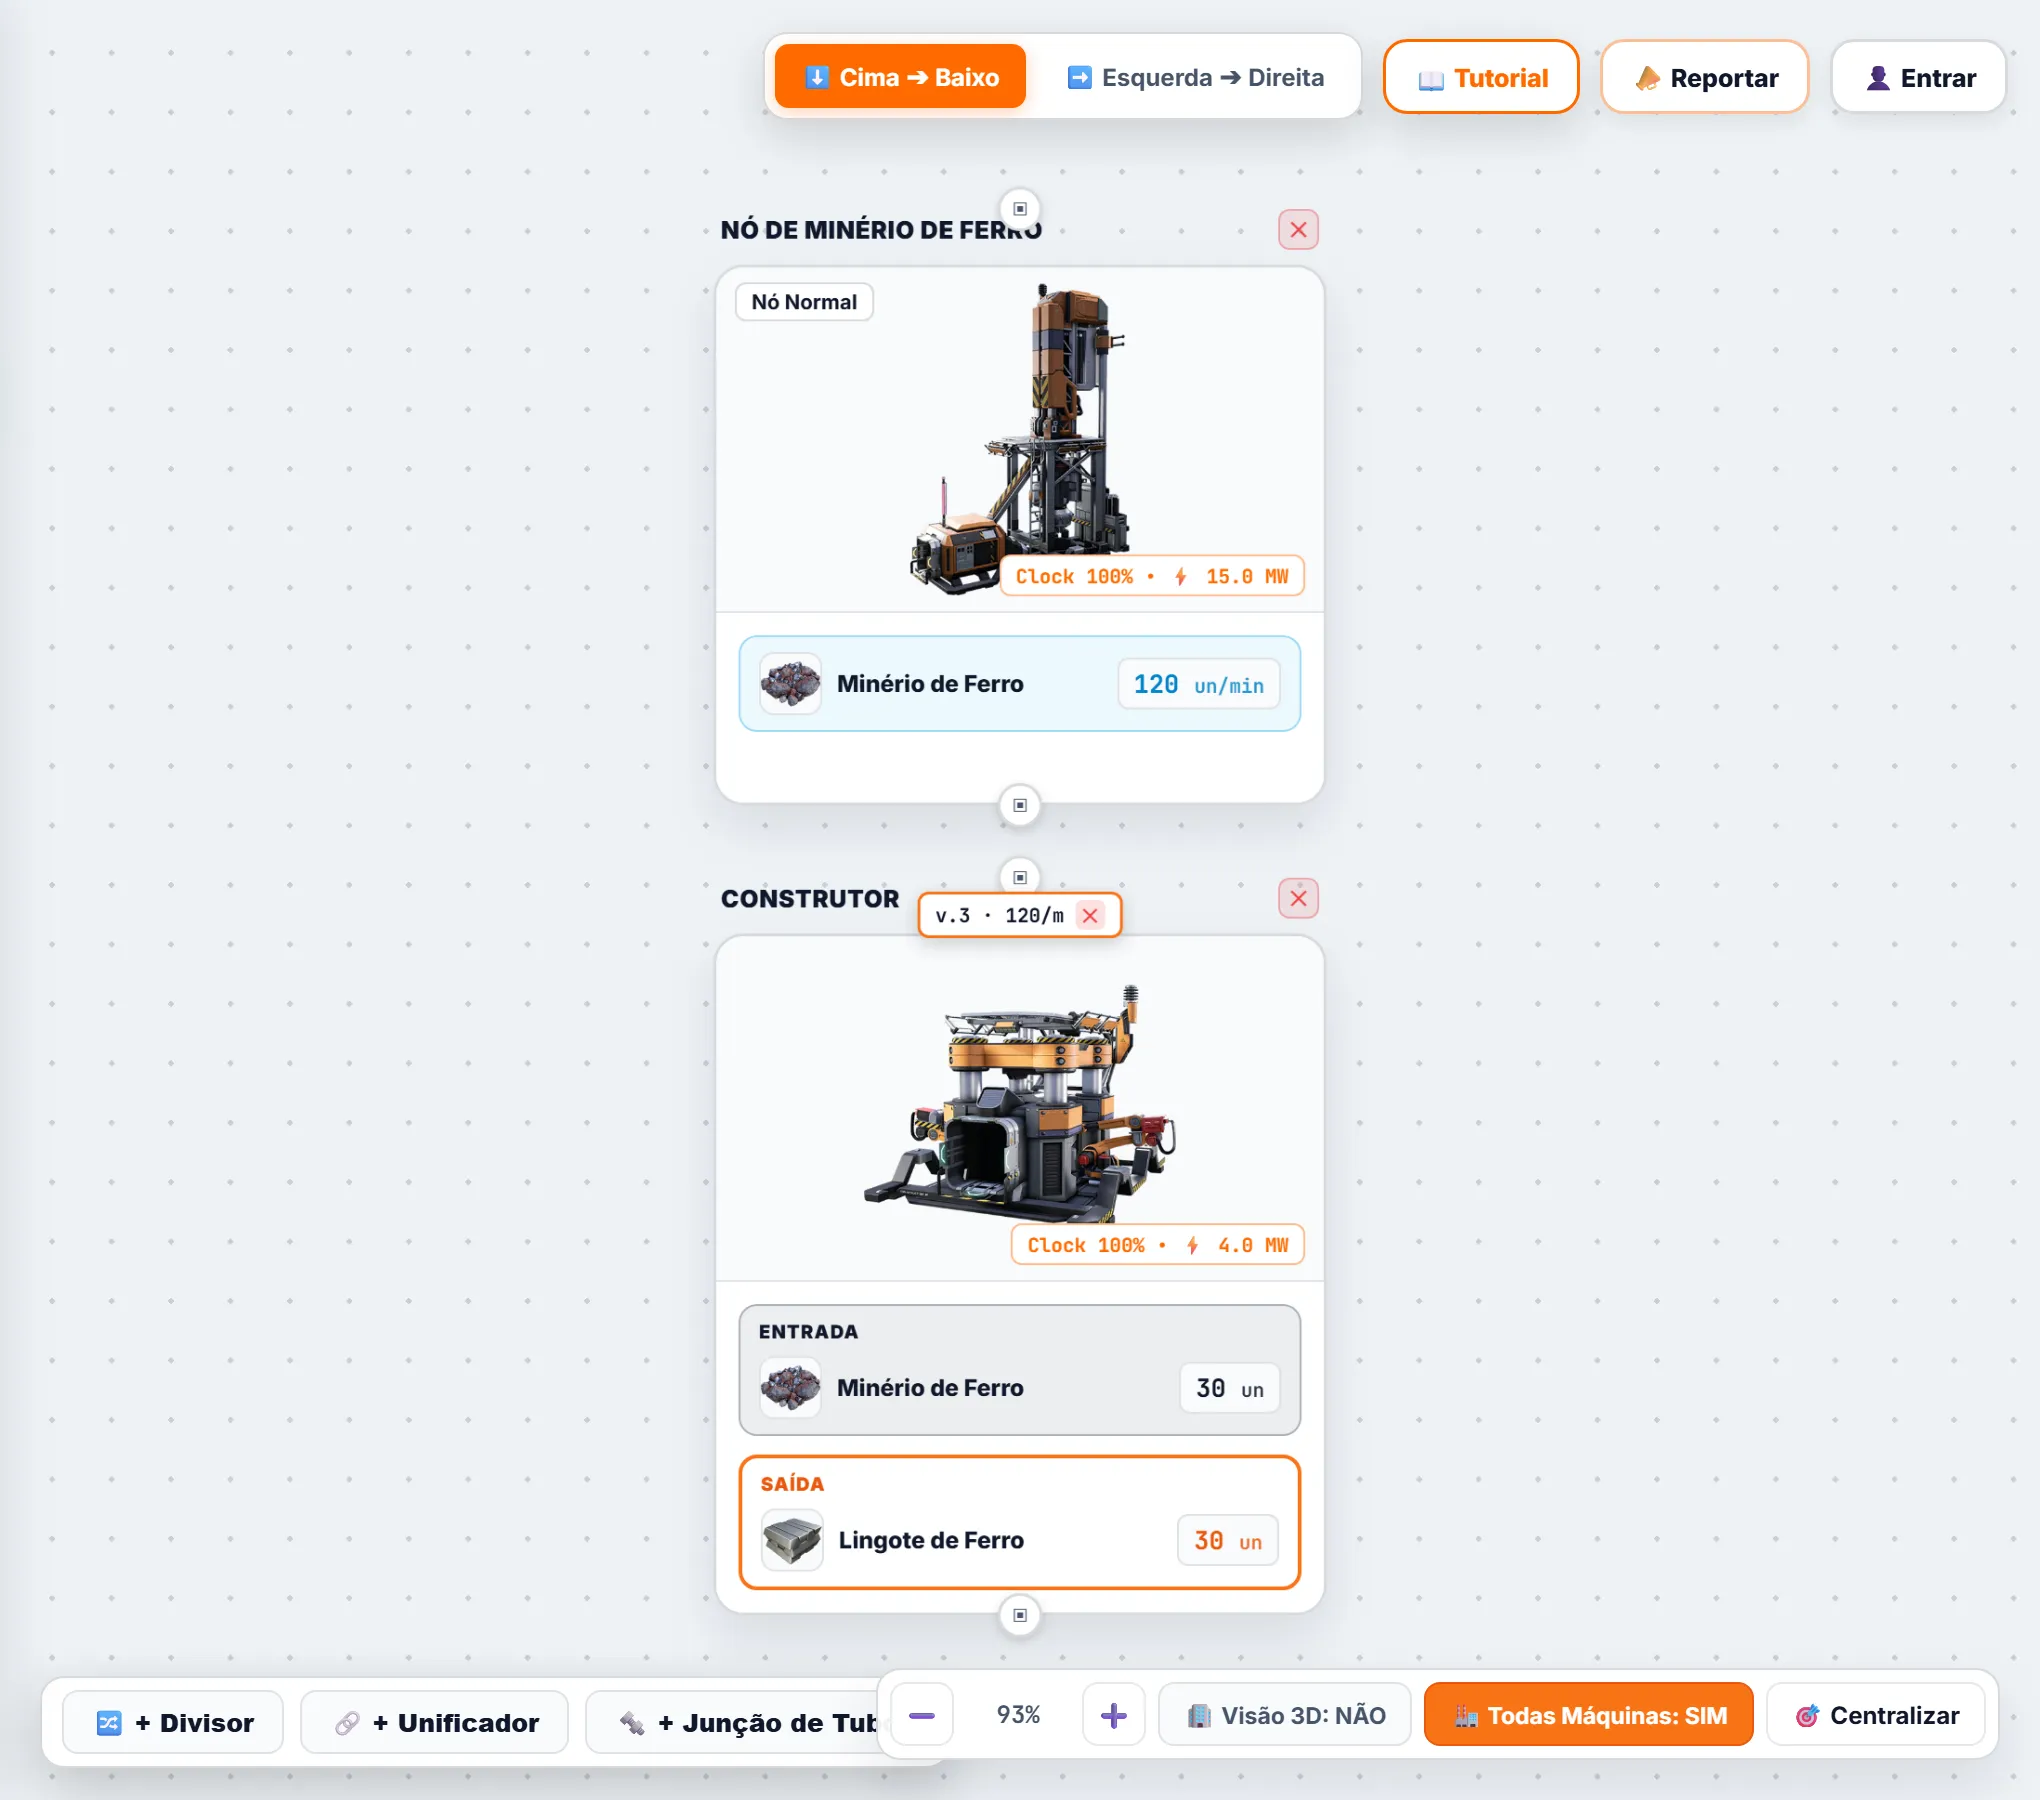 Cima ➔ Baixo
Esquerda ➔ Direita
Tutorial
Reportar
Entrar
NÓ DE MINÉRIO DE FERRO
Nó Normal
Clock 100% • 15.0 MW
Minério de Ferro
120 un/min
CONSTRUTOR
v.3 · 120/m
Clock 100% • 4.0 MW
ENTRADA
Minério de Ferro
30 un
SAÍDA
Lingote de Ferro
30 un
+ Divisor
+ Unificador
+ Junção de Tub
93%
Visão 3D: NÃO
Todas Máquinas: SIM
Centralizar